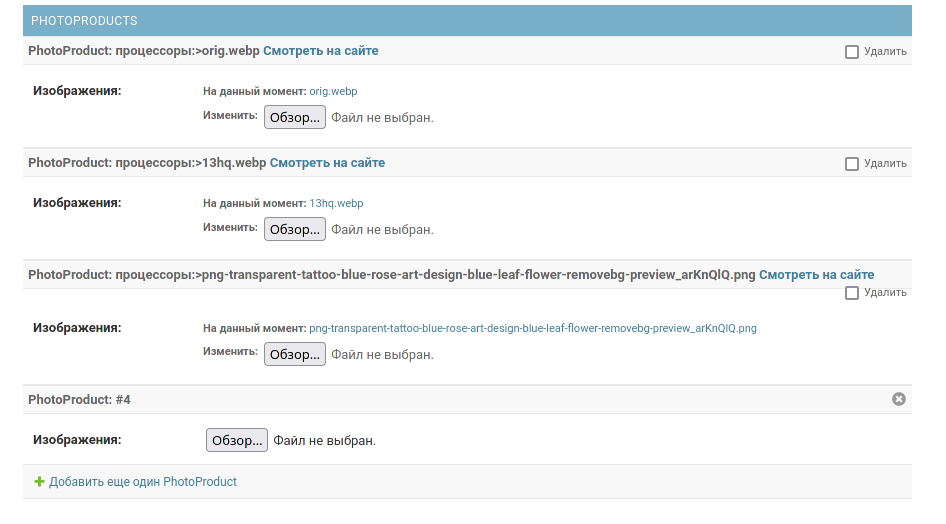 PHOTOPRODUCTS
PhotoProduct: процессоры:>orig.webp Смотреть на сайте
Удалить
Изображения:
На данный момент: orig.webp
Изменить: Обзор... Файл не выбран.
PhotoProduct: процессоры:>13hq.webp Смотреть на сайте
Удалить
Изображения:
На данный момент: 13hq.webp
Изменить: Обзор... Файл не выбран.
PhotoProduct: процессоры:>png-transparent-tattoo-blue-rose-art-design-blue-leaf-flower-removebg-preview_arKnQlQ.png Смотреть на сайте
Удалить
Изображения:
На данный момент: png-transparent-tattoo-blue-rose-art-design-blue-leaf-flower-removebg-preview_arKnQlQ.png
Изменить: Обзор... Файл не выбран.
PhotoProduct: #4
Изображения:
Обзор... Файл не выбран.
Добавить еще один PhotoProduct